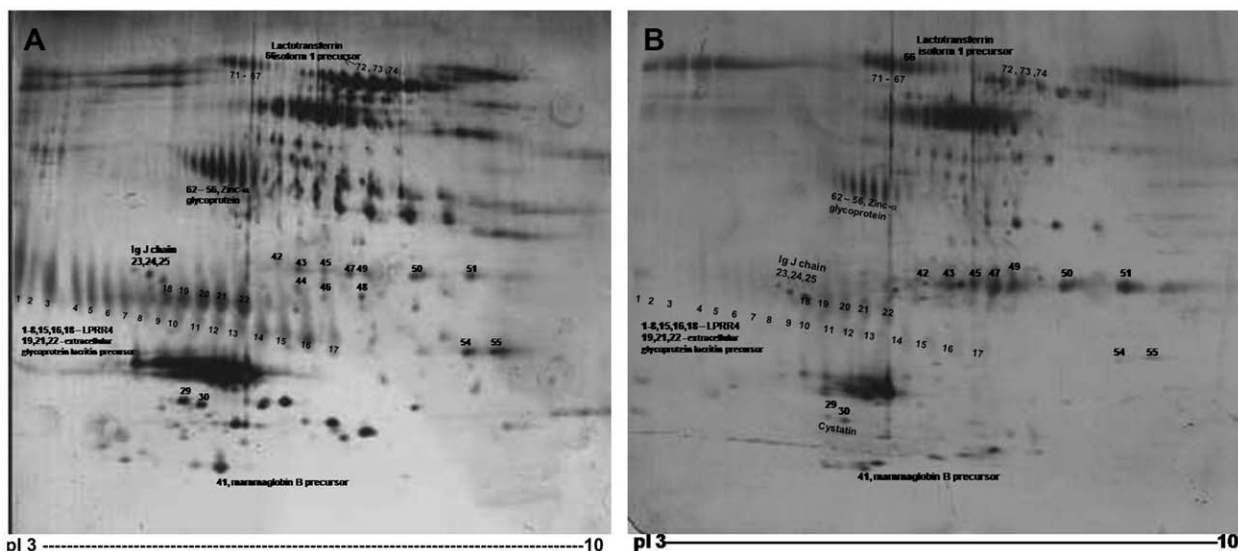 A
Lactotransferrin
66 isoform 1 precursor
72, 73, 74
71 - 67
62 – 56, Zinc-α
glycoprotein
Ig J chain
23,24,25
42 43 45 47 49 50 51
44 46 48
18 19 20 21 22
1 2 3 4 5 6 7 8 9 10 11 12 13 14 15 16 17
1-8,15,16,18 – LPRR4
19,21,22 - extracellular
glycoprotein lacritin precursor
54 55
29 30
41, mammaglobin B precursor
pI 3 ---------------------------------------------------10
B
Lactotransferrin
66 isoform 1 precursor
72, 73, 74
71 - 67
62 – 56, Zinc-α
glycoprotein
Ig J chain
23,24,25
42 43 45 47 49 50 51
18 19 20 21 22
1 2 3 4 5 6 7 8 9 10 11 12 13 14 15 16 17
1-8,15,16,18 – LPRR4
19,21,22 - extracellular
glycoprotein lacritin precursor
54 55
29 30
Cystatin
41, mammaglobin B precursor
pI 3 10